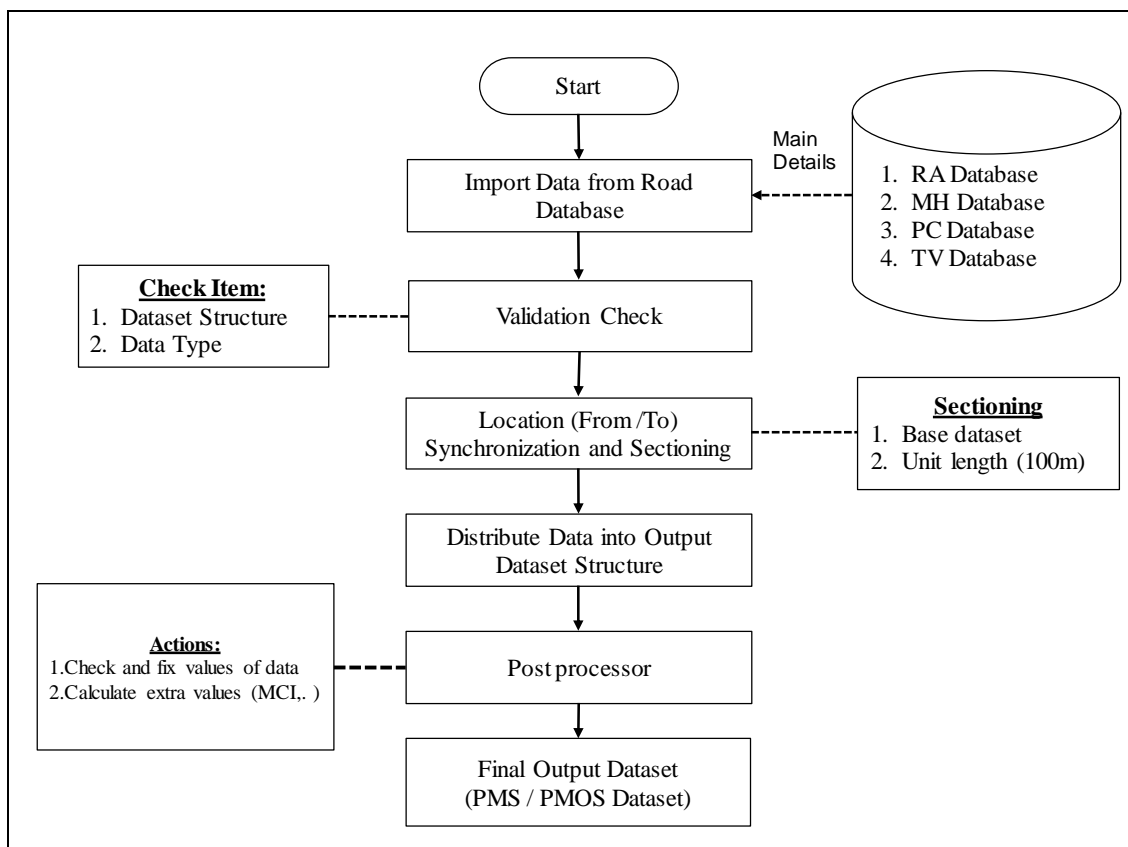 Start
Main
Details
1. RA Database
2. MH Database
3. PC Database
4. TV Database
Import Data from Road
Database
Check Item:
1. Dataset Structure
2. Data Type
Validation Check
Location (From /To)
Synchronization and Sectioning
Sectioning
1. Base dataset
2. Unit length (100m)
Distribute Data into Output
Dataset Structure
Actions:
1.Check and fix values of data
2.Calculate extra values (MCI,. )
Post processor
Final Output Dataset
(PMS / PMOS Dataset)